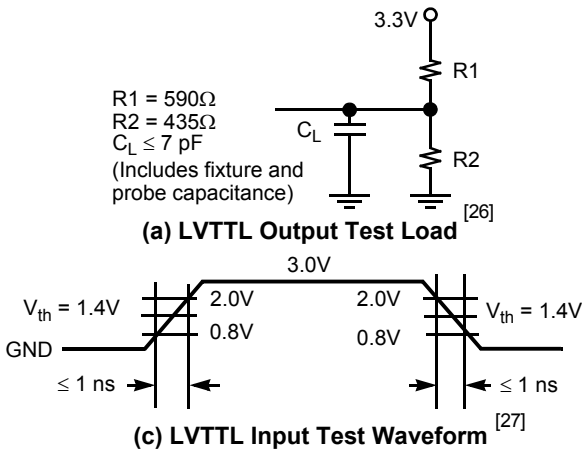 3.3V
R1
R1 = 590Ω
R2 = 435Ω
C_L ≤ 7 pF
(Includes fixture and
probe capacitance)
C_L
R2
(a) LVTTL Output Test Load [26]
3.0V
V_th = 1.4V
2.0V
0.8V
2.0V
0.8V
V_th = 1.4V
GND
≤ 1 ns
≤ 1 ns
(c) LVTTL Input Test Waveform [27]